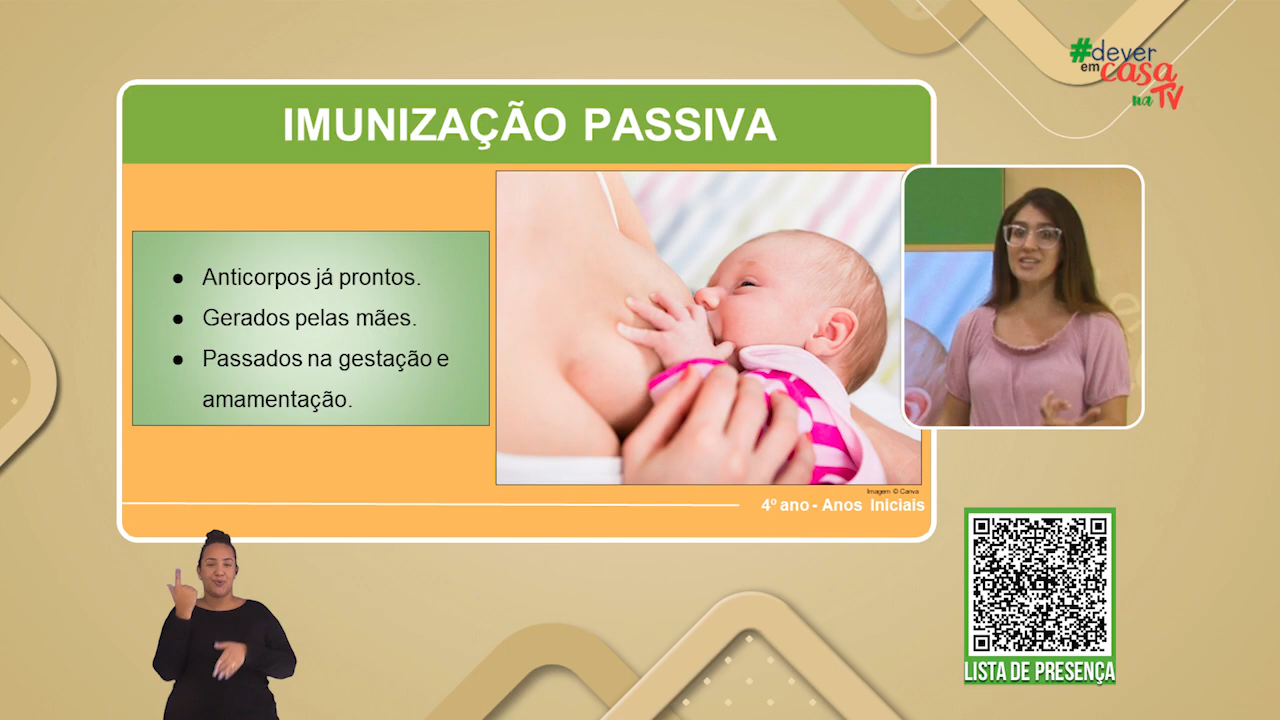 #dever
em casa
na TV
IMUNIZAÇÃO PASSIVA
● Anticorpos já prontos.
● Gerados pelas mães.
● Passados na gestação e
amamentação.
Imagem © Canva
4º ano - Anos Iniciais
LISTA DE PRESENÇA